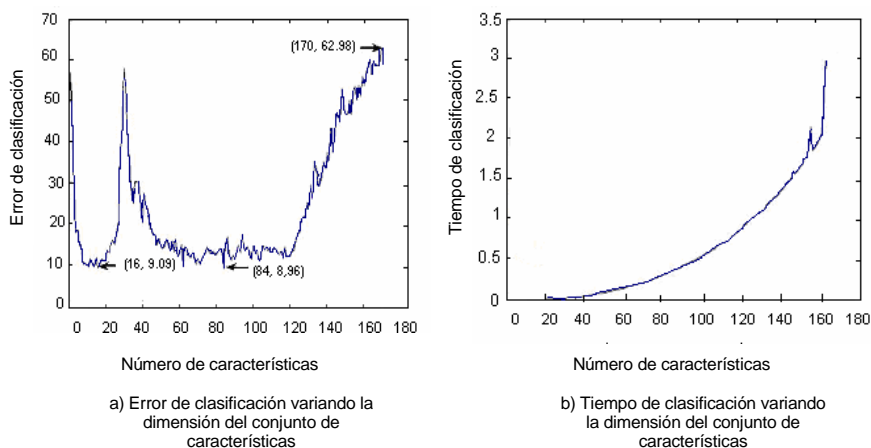 Error de clasificación
70
60
50
40
30
20
10
0
(170, 62.98)
(16, 9.09)
(84, 8,96)
0 20 40 60 80 100 120 140 160 180
Número de características
a) Error de clasificación variando la
dimensión del conjunto de
características
Tiempo de clasificación
3.5
3
2.5
2
1.5
1
0.5
0
0 20 40 60 80 100 120 140 160 180
Número de características
b) Tiempo de clasificación variando
la dimensión del conjunto de
características